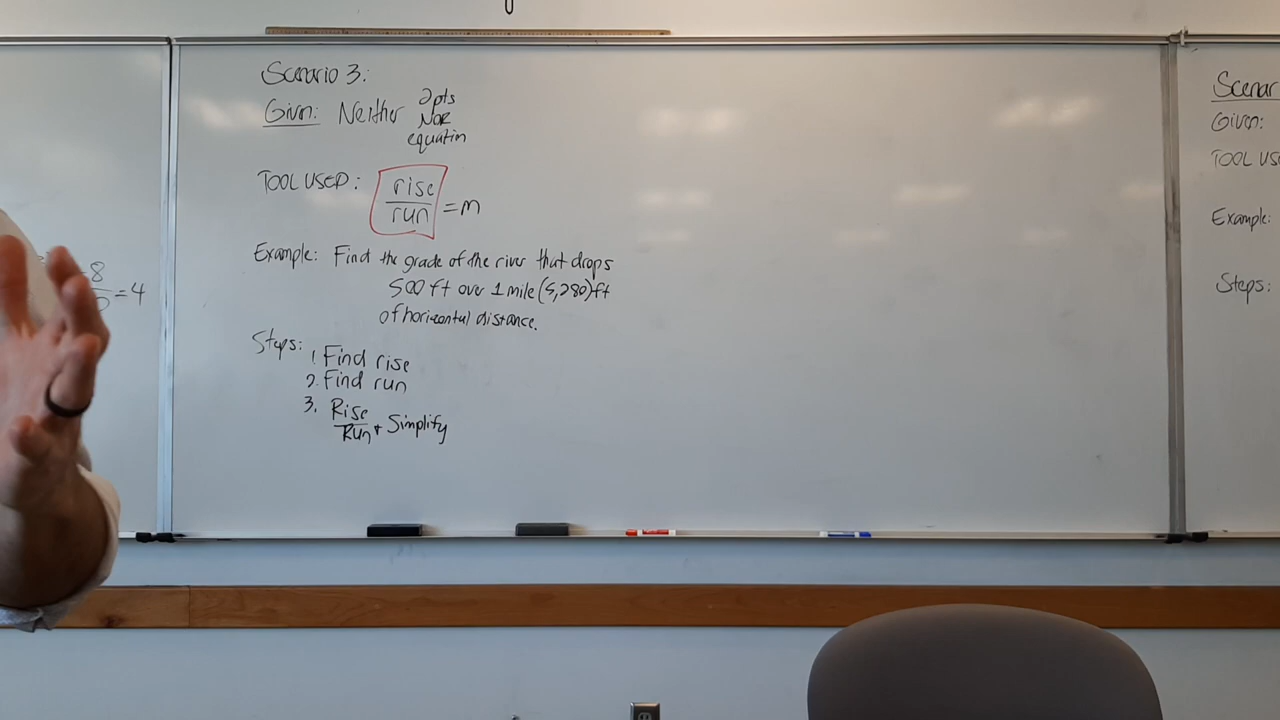 Scenario 3:
Given: Neither 2pts
NOR
equatin
TOOL USED: rise
run = m
Example: Find the grade of the river that drops
500 ft over 1 mile (5,280) ft
of horizontal distance.
Steps:
1. Find rise
2. Find run
3. Rise
Run + Simplify
8
= 4
Scenar
Given:
TOOL USE
Example:
Steps: